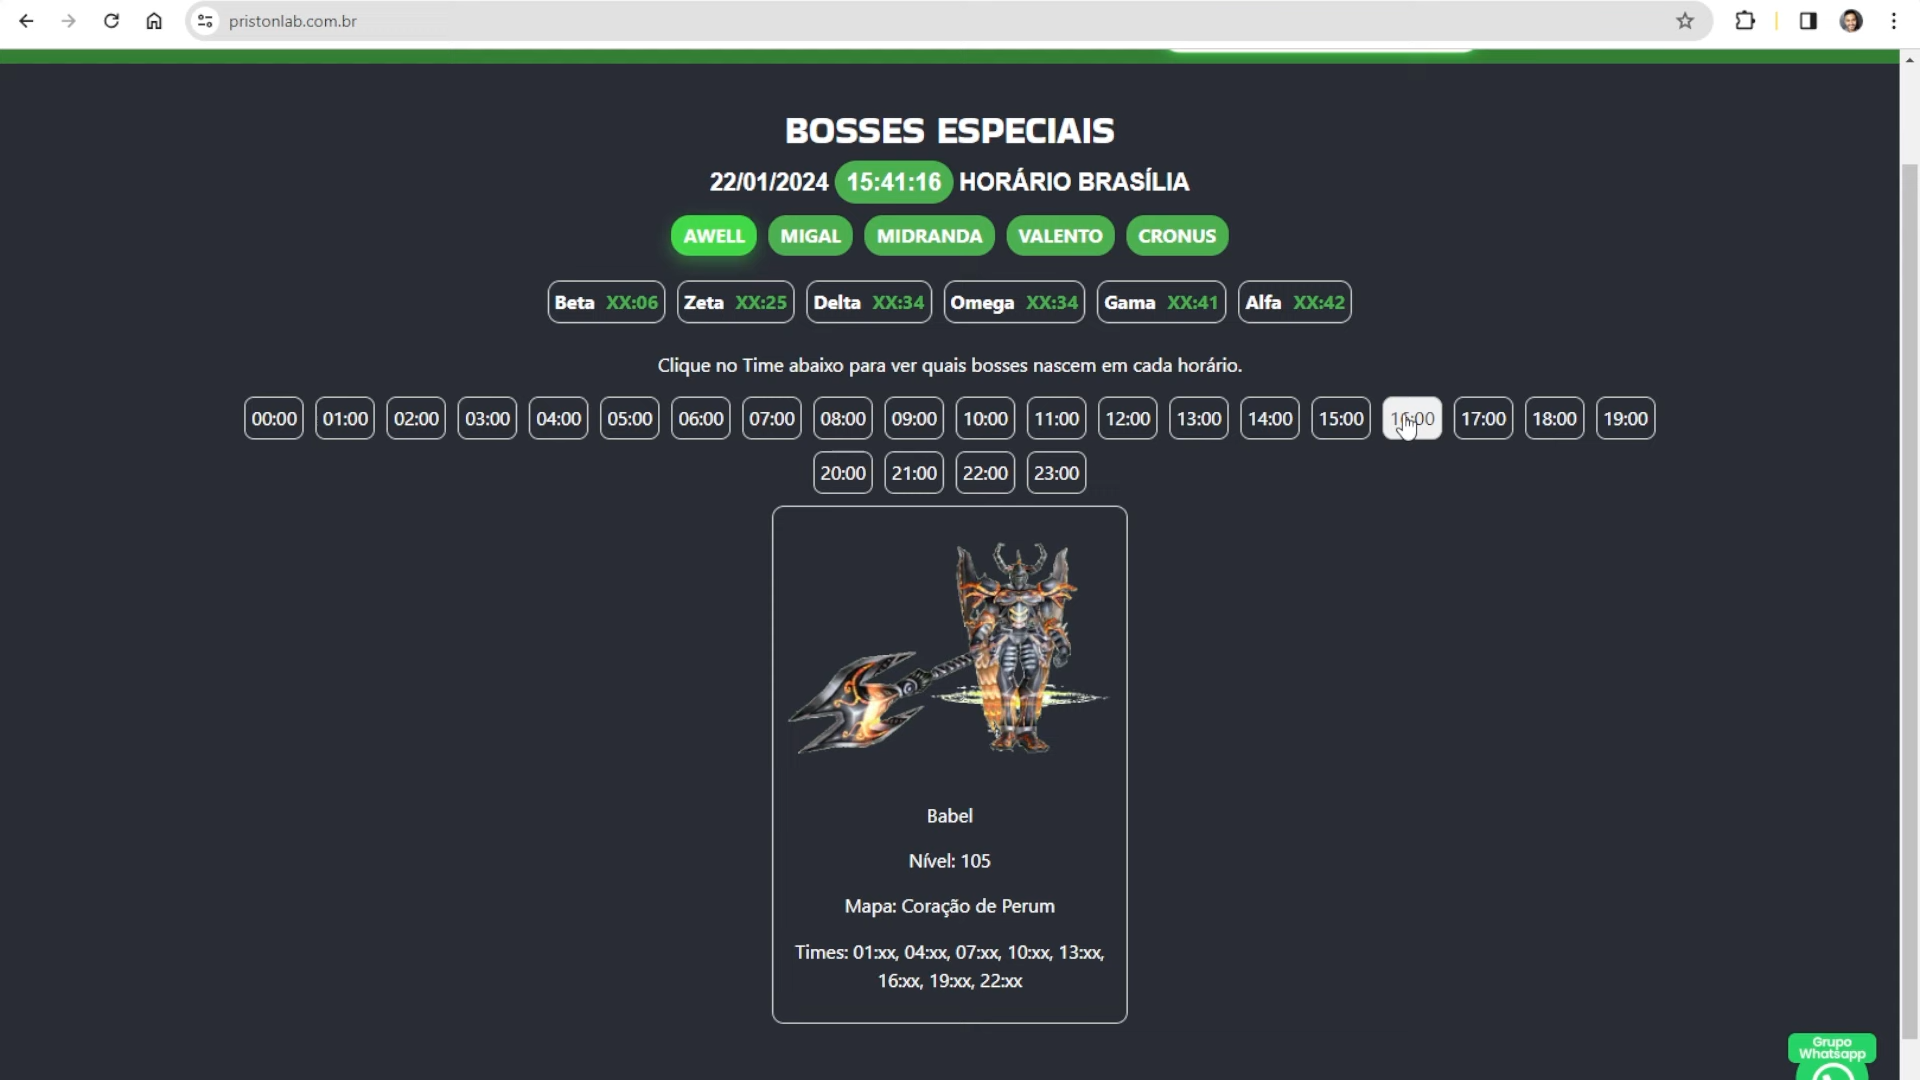 pristonlab.com.br
BOSSES ESPECIAIS
22/01/2024 15:41:16 HORÁRIO BRASÍLIA
AWELL MIGAL MIDRANDA VALENTO CRONUS
Beta XX:06 Zeta XX:25 Delta XX:34 Omega XX:34 Gama XX:41 Alfa XX:42
Clique no Time abaixo para ver quais bosses nascem em cada horário.
00:00 01:00 02:00 03:00 04:00 05:00 06:00 07:00 08:00 09:00 10:00 11:00 12:00 13:00 14:00 15:00 16:00 17:00 18:00 19:00
20:00 21:00 22:00 23:00
Babel
Nível: 105
Mapa: Coração de Perum
Times: 01:xx, 04:xx, 07:xx, 10:xx, 13:xx,
16:xx, 19:xx, 22:xx
Grupo
Whatsapp